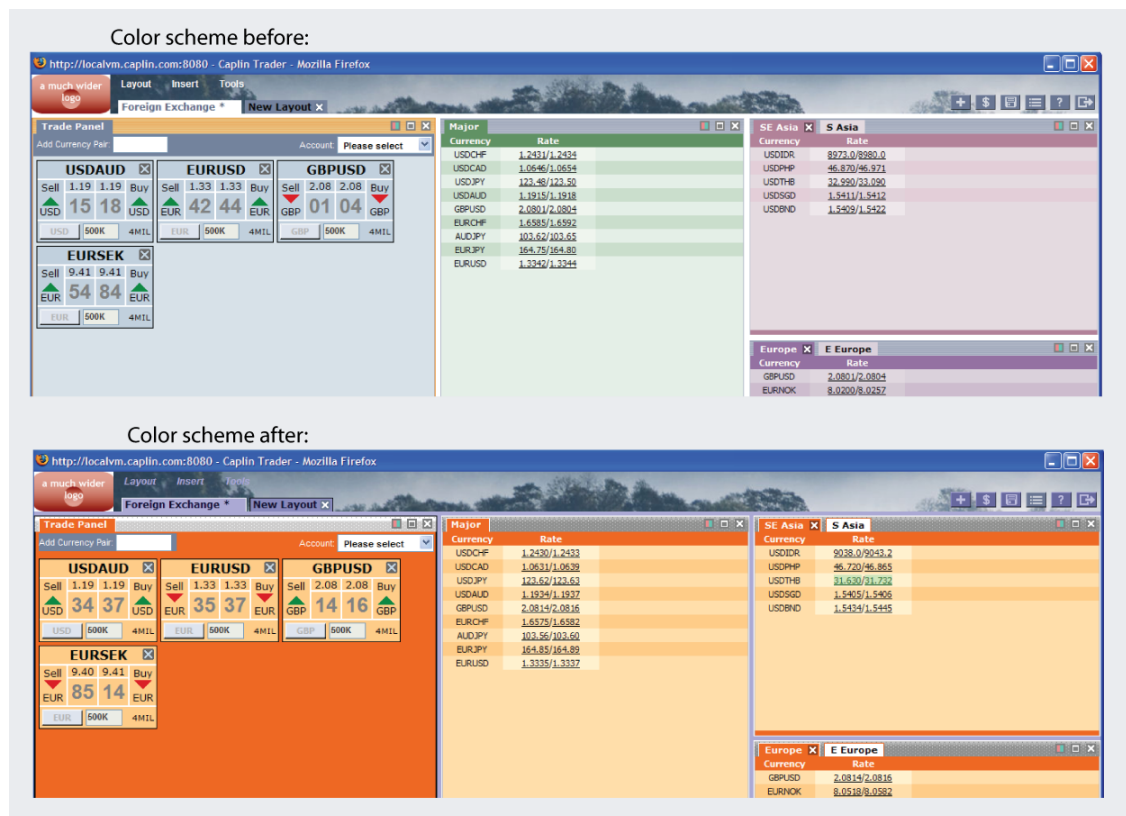 Color scheme before:
http://localvm.caplin.com:8080 - Caplin Trader - Mozilla Firefox
a much wider logo
Layout Insert Tools
Foreign Exchange * New Layout ×
+ $ ?
Trade Panel
Add Currency Pair: Account: Please select
USDAUD EURUSD GBPUSD
Sell 1.19 1.19 Buy Sell 1.33 1.33 Buy Sell 2.08 2.08 Buy
USD 15 18 USD EUR 42 44 EUR GBP 01 04 GBP
USD 500K 4MIL EUR 500K 4MIL GBP 500K 4MIL
EURSEK
Sell 9.41 9.41 Buy
EUR 54 84 EUR
EUR 500K 4MIL
Major
Currency Rate
USDCHF 1.2431/1.2434
USDCAD 1.0646/1.0654
USDJPY 123.48/123.50
USDAUD 1.1915/1.1918
GBPUSD 2.0801/2.0804
EURCHF 1.6585/1.6592
AUDJPY 103.62/103.65
EURJPY 164.75/164.80
EURUSD 1.3342/1.3344
SE Asia S Asia
Currency Rate
USDIDR 8973.0/8980.0
USDPHP 46.870/46.971
USDTHB 32.990/33.090
USDSGD 1.5411/1.5412
USDBND 1.5409/1.5422
Europe E Europe
Currency Rate
GBPUSD 2.0801/2.0804
EURNOK 8.0200/8.0257
Color scheme after:
http://localvm.caplin.com:8080 - Caplin Trader - Mozilla Firefox
a much wider logo
Layout Insert Tools
Foreign Exchange * New Layout ×
+ $ ?
Trade Panel
Add Currency Pair: Account: Please select
USDAUD EURUSD GBPUSD
Sell 1.19 1.19 Buy Sell 1.33 1.33 Buy Sell 2.08 2.08 Buy
USD 34 37 USD EUR 35 37 EUR GBP 14 16 GBP
USD 500K 4MIL EUR 500K 4MIL GBP 500K 4MIL
EURSEK
Sell 9.40 9.41 Buy
EUR 85 14 EUR
EUR 500K 4MIL
Major
Currency Rate
USDCHF 1.2430/1.2433
USDCAD 1.0631/1.0639
USDJPY 123.62/123.63
USDAUD 1.1934/1.1937
GBPUSD 2.0814/2.0816
EURCHF 1.6575/1.6582
AUDJPY 103.56/103.60
EURJPY 164.85/164.89
EURUSD 1.3335/1.3337
SE Asia S Asia
Currency Rate
USDIDR 9038.0/9043.2
USDPHP 46.720/46.865
USDTHB 31.630/31.732
USDSGD 1.5405/1.5406
USDBND 1.5434/1.5445
Europe E Europe
Currency Rate
GBPUSD 2.0814/2.0816
EURNOK 8.0518/8.0582